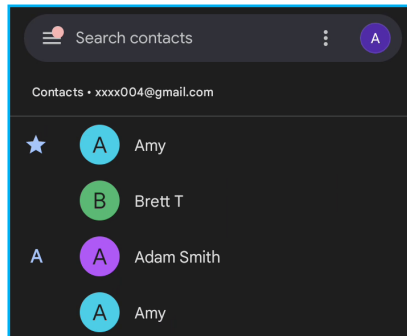 Search contacts A
Contacts • xxxx004@gmail.com
A Amy
B Brett T
A A Adam Smith
A Amy